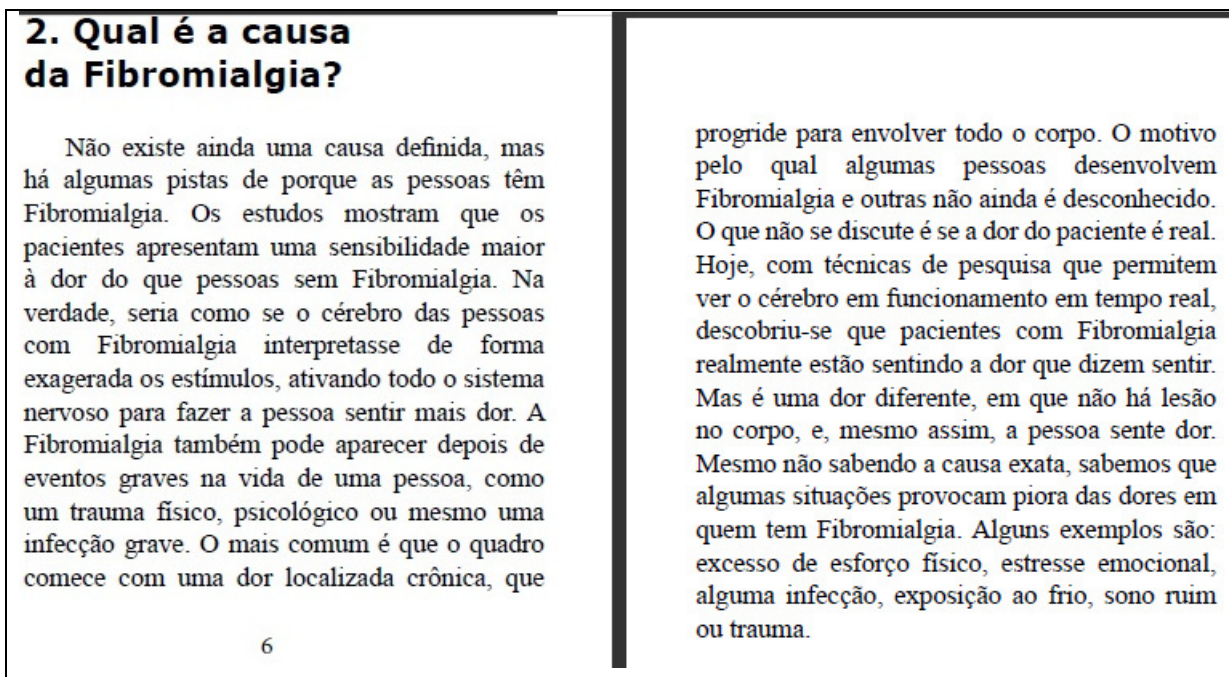 2. Qual é a causa
da Fibromialgia?
Não existe ainda uma causa definida, mas
há algumas pistas de porque as pessoas têm
Fibromialgia. Os estudos mostram que os
pacientes apresentam uma sensibilidade maior
à dor do que pessoas sem Fibromialgia. Na
verdade, seria como se o cérebro das pessoas
com Fibromialgia interpretasse de forma
exagerada os estímulos, ativando todo o sistema
nervoso para fazer a pessoa sentir mais dor. A
Fibromialgia também pode aparecer depois de
eventos graves na vida de uma pessoa, como
um trauma físico, psicológico ou mesmo uma
infecção grave. O mais comum é que o quadro
comece com uma dor localizada crônica, que
6
progride para envolver todo o corpo. O motivo
pelo qual algumas pessoas desenvolvem
Fibromialgia e outras não ainda é desconhecido.
O que não se discute é se a dor do paciente é real.
Hoje, com técnicas de pesquisa que permitem
ver o cérebro em funcionamento em tempo real,
descobriu-se que pacientes com Fibromialgia
realmente estão sentindo a dor que dizem sentir.
Mas é uma dor diferente, em que não há lesão
no corpo, e, mesmo assim, a pessoa sente dor.
Mesmo não sabendo a causa exata, sabemos que
algumas situações provocam piora das dores em
quem tem Fibromialgia. Alguns exemplos são:
excesso de esforço físico, estresse emocional,
alguma infecção, exposição ao frio, sono ruim
ou trauma.